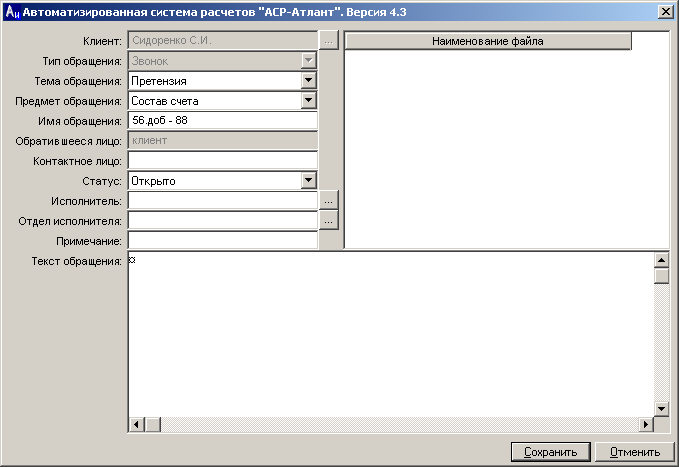 Автоматизированная система расчетов "АСР-Атлант". Версия 4.3
Клиент: Сидоренко С.И. ...
Наименование файла
Тип обращения: Звонок
Тема обращения: Претензия
Предмет обращения: Состав счета
Имя обращения: 56.доб - 88
Обратившееся лицо: клиент
Контактное лицо:
Статус: Открыто
Исполнитель: ...
Отдел исполнителя: ...
Примечание:
Текст обращения: ¤
Сохранить Отменить